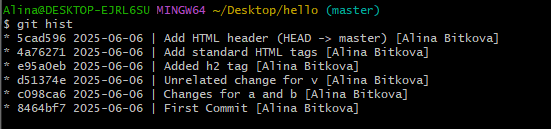 Alina@DESKTOP-EJRL6SU MINGW64 ~/Desktop/hello (master)
$ git hist
* 5cad596 2025-06-06 | Add HTML header (HEAD -> master) [Alina Bitkova]
* 4a76271 2025-06-06 | Add standard HTML tags [Alina Bitkova]
* e95a0eb 2025-06-06 | Added h2 tag [Alina Bitkova]
* d51374e 2025-06-06 | Unrelated change for v [Alina Bitkova]
* c098ca6 2025-06-06 | Changes for a and b [Alina Bitkova]
* 8464bf7 2025-06-06 | First Commit [Alina Bitkova]